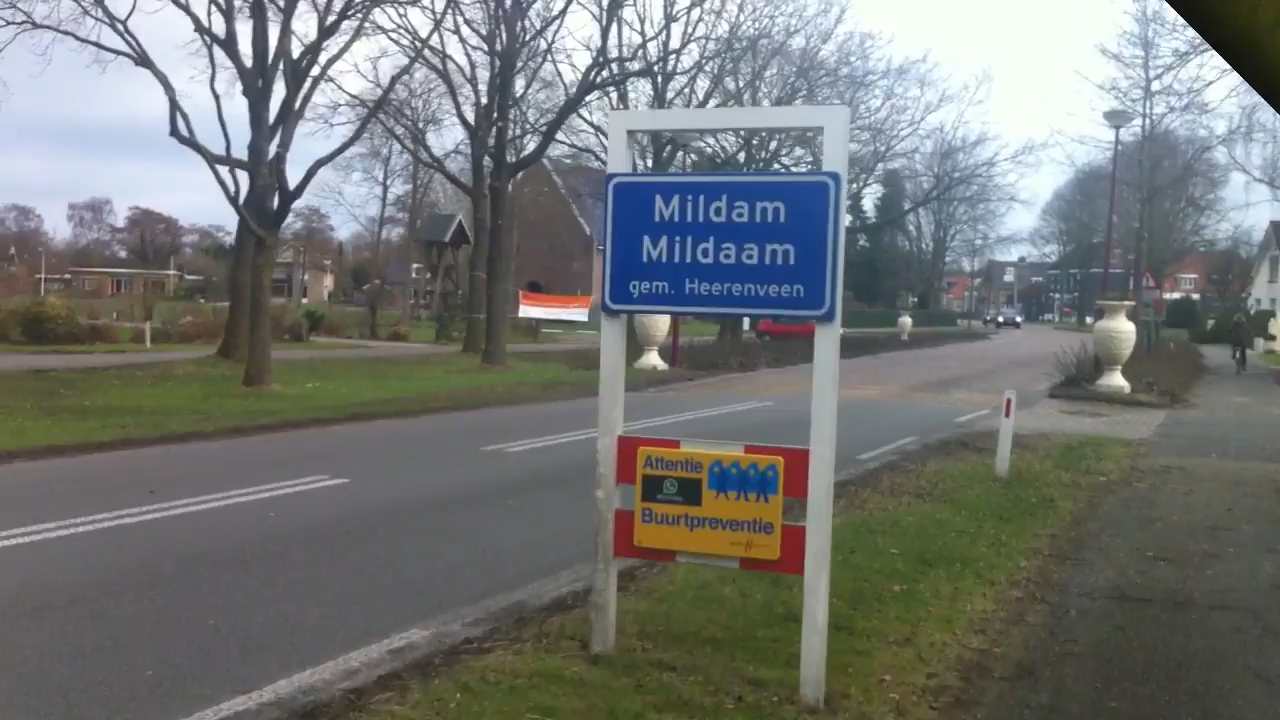 Mildam
Mildaam
gem. Heerenveen
Attentie
Buurtpreventie